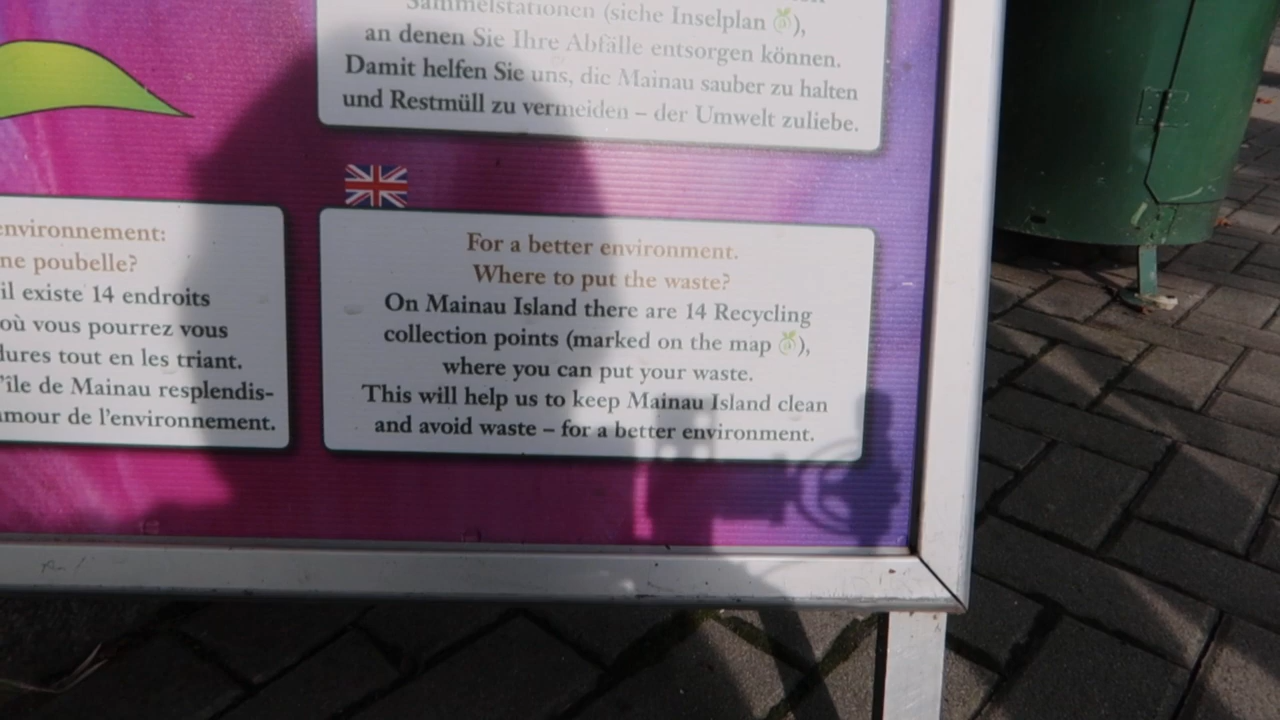 Sammelstationen (siehe Inselplan),
an denen Sie Ihre Abfälle entsorgen können.
Damit helfen Sie uns, die Mainau sauber zu halten
und Restmüll zu vermeiden – der Umwelt zuliebe.
environnement:
ne poubelle?
il existe 14 endroits
où vous pourrez vous
dures tout en les triant.
'île de Mainau resplendis-
amour de l'environnement.
For a better environment.
Where to put the waste?
On Mainau Island there are 14 Recycling
collection points (marked on the map),
where you can put your waste.
This will help us to keep Mainau Island clean
and avoid waste – for a better environment.